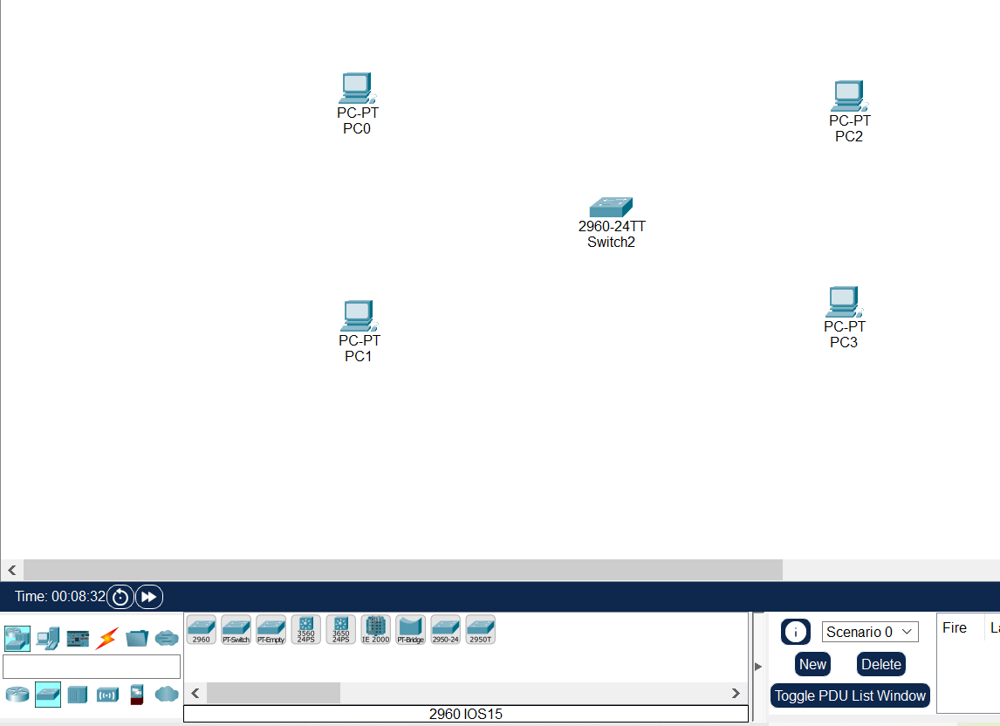 PC-PT
PC0
PC-PT
PC2
2960-24TT
Switch2
PC-PT
PC1
PC-PT
PC3
Time: 00:08:32
2960
PT-Switch
PT-Empty
3560
24PS
3650
24PS
IE 2000
PT-Bridge
2950-24
2950T
Scenario 0
Fire
New
Delete
Toggle PDU List Window
2960 IOS15